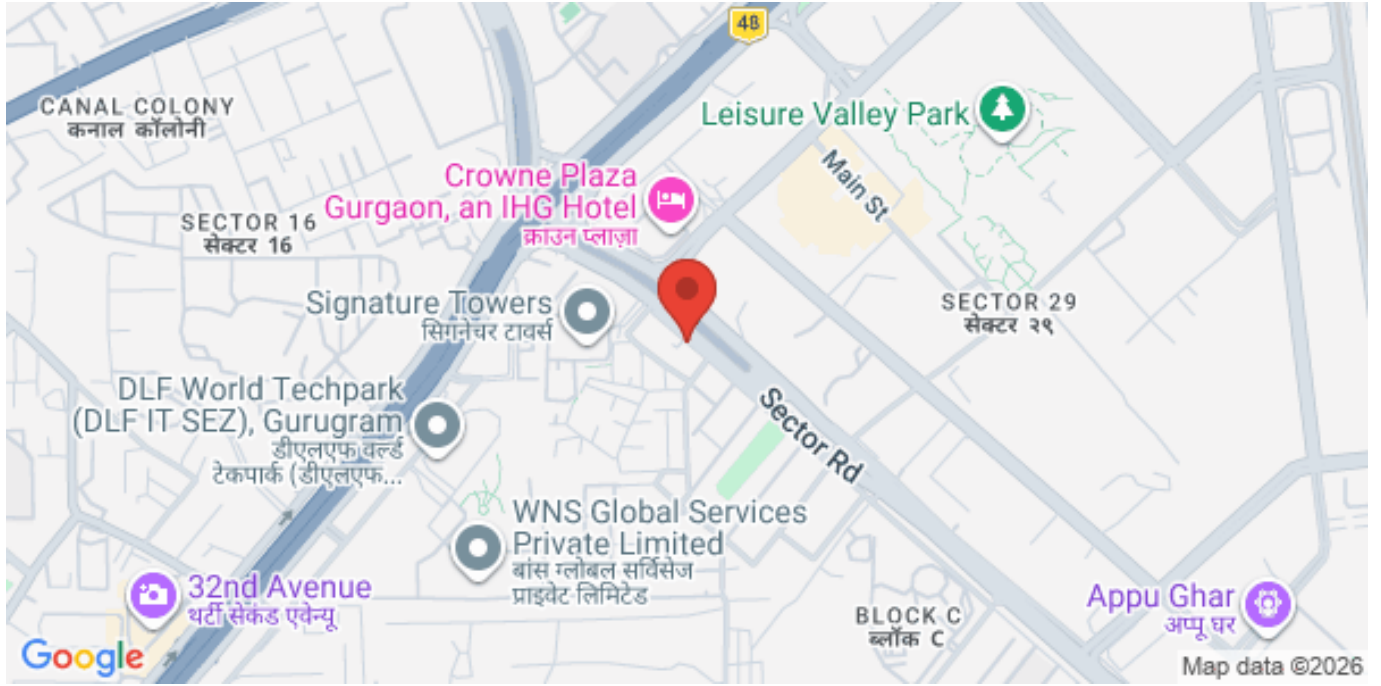 48
CANAL COLONY
कनाल कॉलोनी
Leisure Valley Park
Main St
Crowne Plaza
Gurgaon, an IHG Hotel
क्राउन प्लाज़ा
SECTOR 16
सेक्टर 16
Signature Towers
सिगनेचर टावर्स
SECTOR 29
सेक्टर २९
DLF World Techpark
(DLF IT SEZ), Gurugram
डीएलएफ वर्ल्ड
टेकपार्क (डीएलएफ...
Sector Rd
WNS Global Services
Private Limited
बांस ग्लोबल सर्विसेज
प्राइवेट लिमिटेड
32nd Avenue
थर्टी सेकंड एवेन्यू
BLOCK C
ब्लॉक C
Appu Ghar
अप्पू घर
Google
Map data ©2026